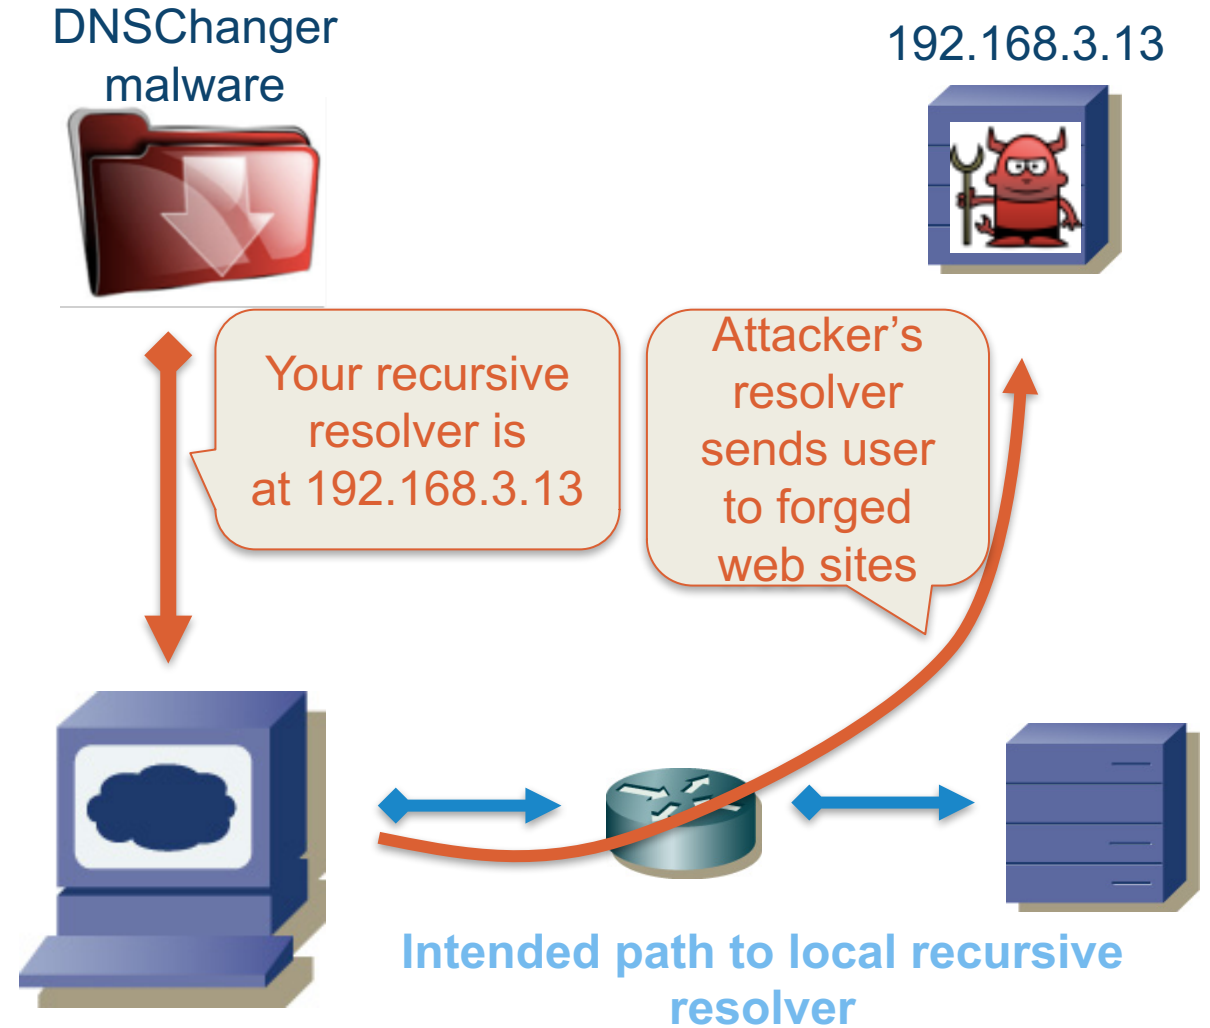 DNSChanger
malware
192.168.3.13
Your recursive
resolver is
at 192.168.3.13
Attacker’s
resolver
sends user
to forged
web sites
Intended path to local recursive
resolver